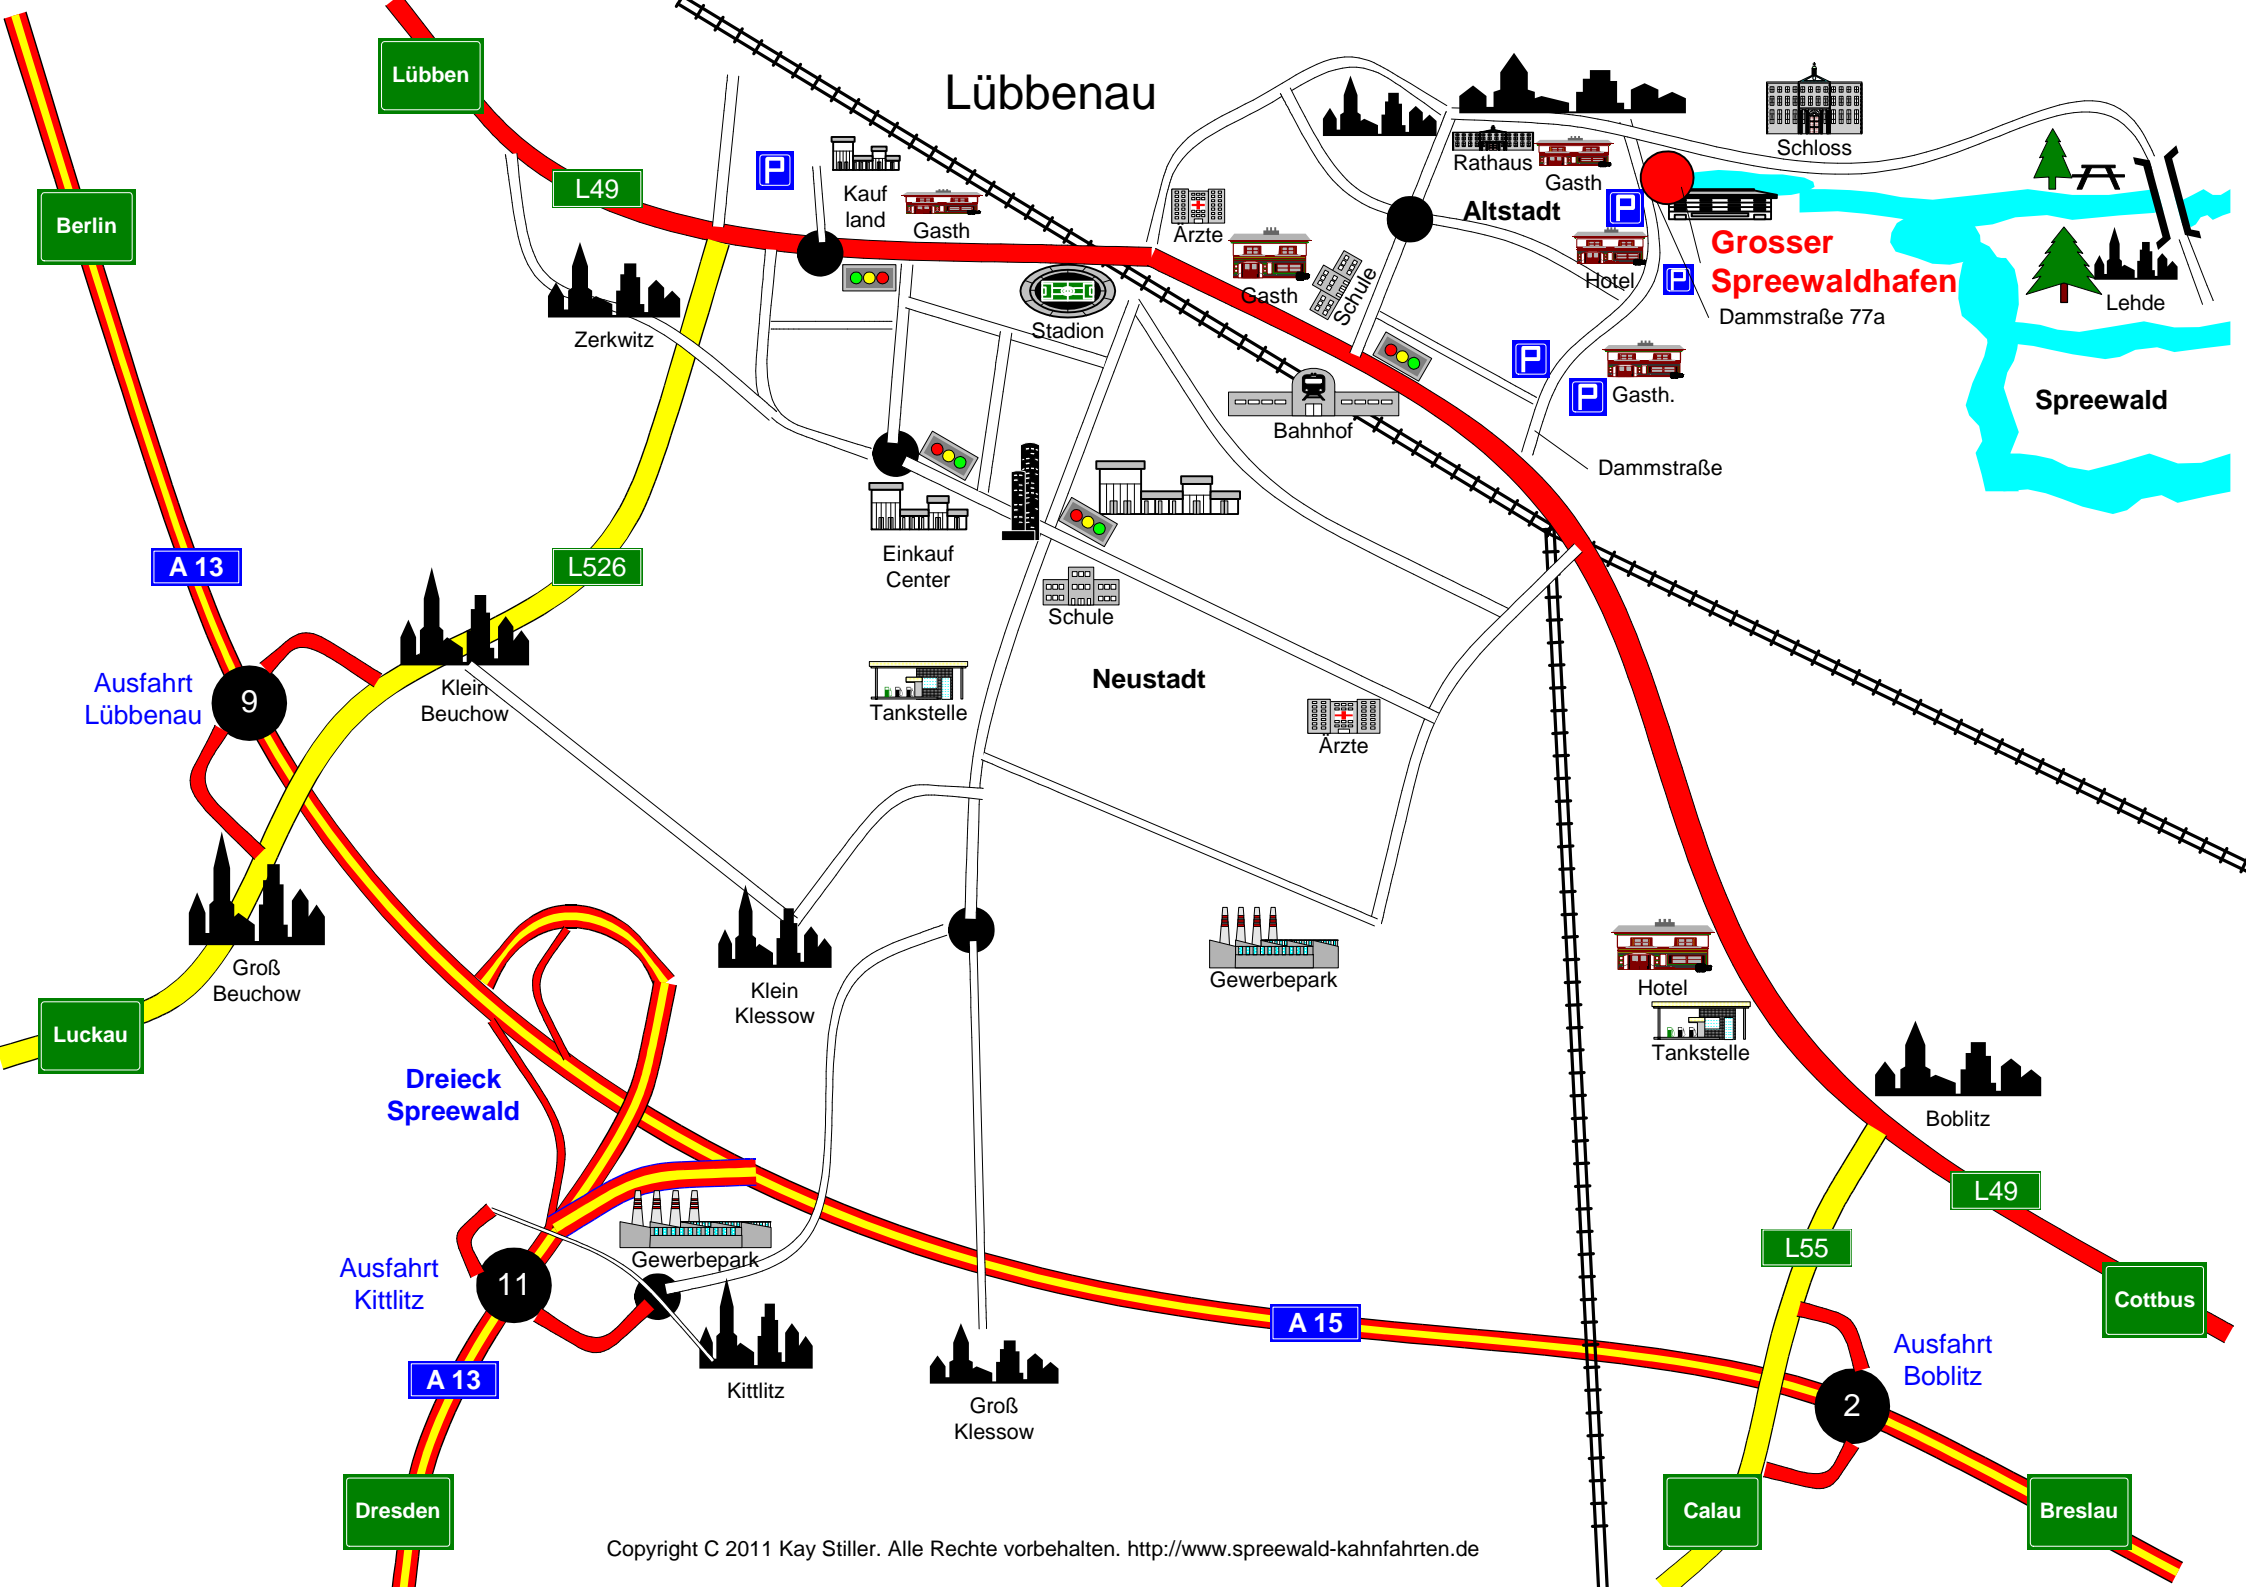 Lübbenau
Lübben
Berlin
L49
P
Kauf
land
Gasth
Ärzte
Rathaus
Gasth
Schloss
Altstadt
P
Grosser
Spreewaldhafen
Dammstraße 77a
Hotel
P
Gasth
Schule
Stadion
Zerkwitz
Lehde
P
P
Gasth.
Spreewald
Bahnhof
Dammstraße
A 13
L526
Einkauf
Center
Schule
Neustadt
Ausfahrt
Lübbenau
9
Klein
Beuchow
Tankstelle
Ärzte
Groß
Beuchow
Luckau
Klein
Klessow
Gewerbepark
Hotel
Tankstelle
Dreieck
Spreewald
Boblitz
L49
L55
Gewerbepark
Ausfahrt
Kittlitz
11
A 15
Cottbus
Ausfahrt
Boblitz
2
A 13
Kittlitz
Groß
Klessow
Dresden
Calau
Breslau
Copyright C 2011 Kay Stiller. Alle Rechte vorbehalten. http://www.spreewald-kahnfahrten.de